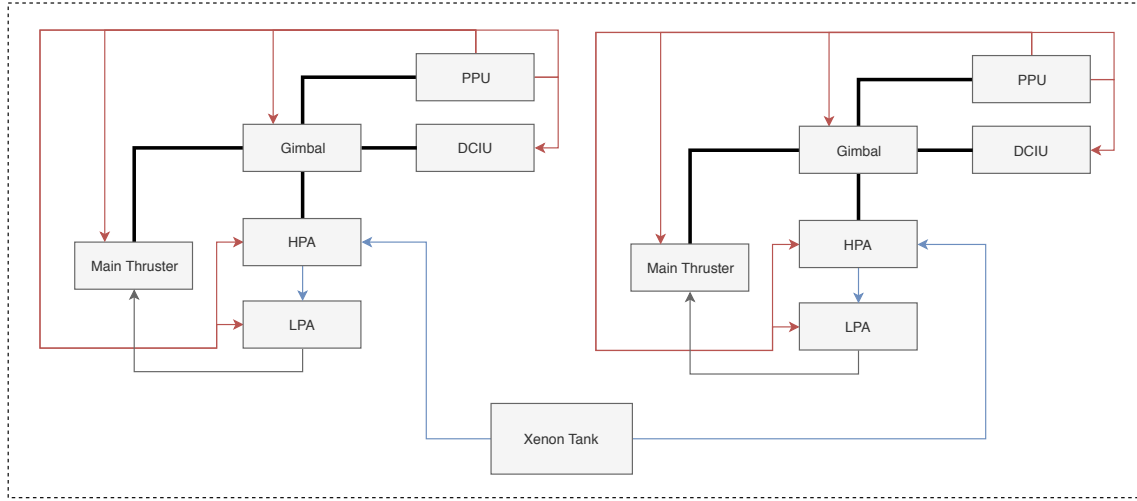 PPU
Gimbal
DCIU
HPA
Main Thruster
LPA
PPU
Gimbal
DCIU
HPA
Main Thruster
LPA
Xenon Tank